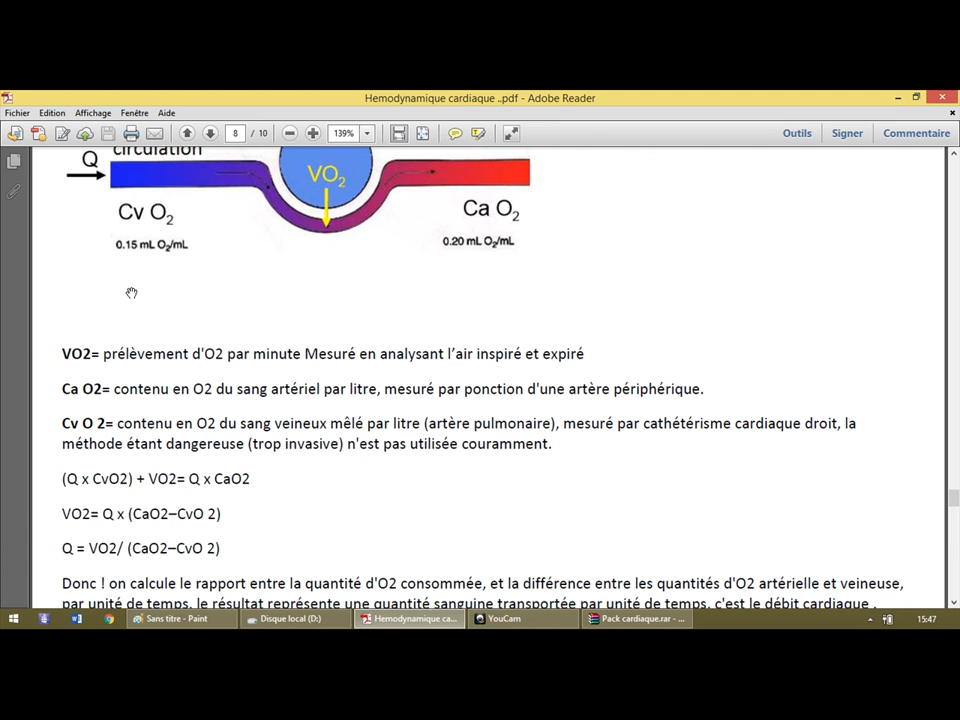 Hemodynamique cardiaque ..pdf - Adobe Reader
Fichier Edition Affichage Fenêtre Aide
8 / 10 139% Outils Signer Commentaire
circulation
Q
VO2
Cv O2
Ca O2
0.15 mL O2/mL
0.20 mL O2/mL
VO2= prélèvement d'O2 par minute Mesuré en analysant l’air inspiré et expiré
Ca O2= contenu en O2 du sang artériel par litre, mesuré par ponction d'une artère périphérique.
Cv O 2= contenu en O2 du sang veineux mêlé par litre (artère pulmonaire), mesuré par cathétérisme cardiaque droit, la
méthode étant dangereuse (trop invasive) n'est pas utilisée couramment.
(Q x CvO2) + VO2= Q x CaO2
VO2= Q x (CaO2–CvO 2)
Q = VO2/ (CaO2–CvO 2)
Donc ! on calcule le rapport entre la quantité d'O2 consommée, et la différence entre les quantités d'O2 artérielle et veineuse,
par unité de temps, le résultat représente une quantité sanguine transportée par unité de temps, c'est le débit cardiaque .
Sans titre - Paint Disque local (D:) Hemodynamique ca... YouCam Pack cardiaque.rar - ... 15:47